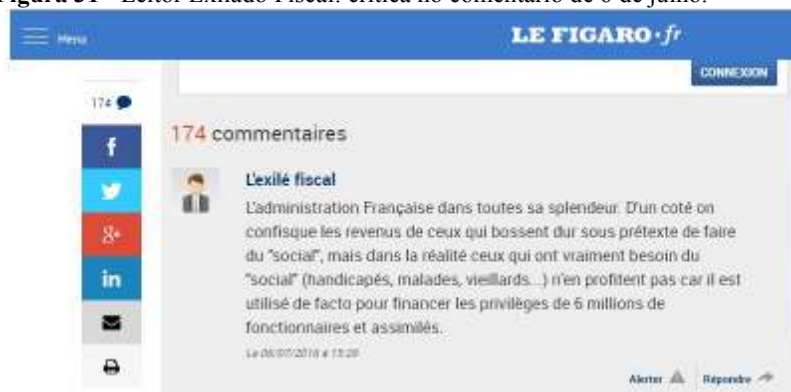 Figura 31 - Leitor Exilado Fiscal: crítica no comentário de 6 de julho.
Menu
LE FIGARO·fr
CONNEXION
174
174 commentaires
L'exilé fiscal
L'administration Française dans toutes sa splendeur. D'un coté on
confisque les revenus de ceux qui bossent dur sous prétexte de faire
du "social", mais dans la réalité ceux qui ont vraiment besoin du
"social" (handicapés, malades, vieillards...) n'en profitent pas car il est
utilisé de facto pour financer les privilèges de 6 millions de
fonctionnaires et assimilés.
Le 06/07/2016 à 15:28
Alerter
Répondre